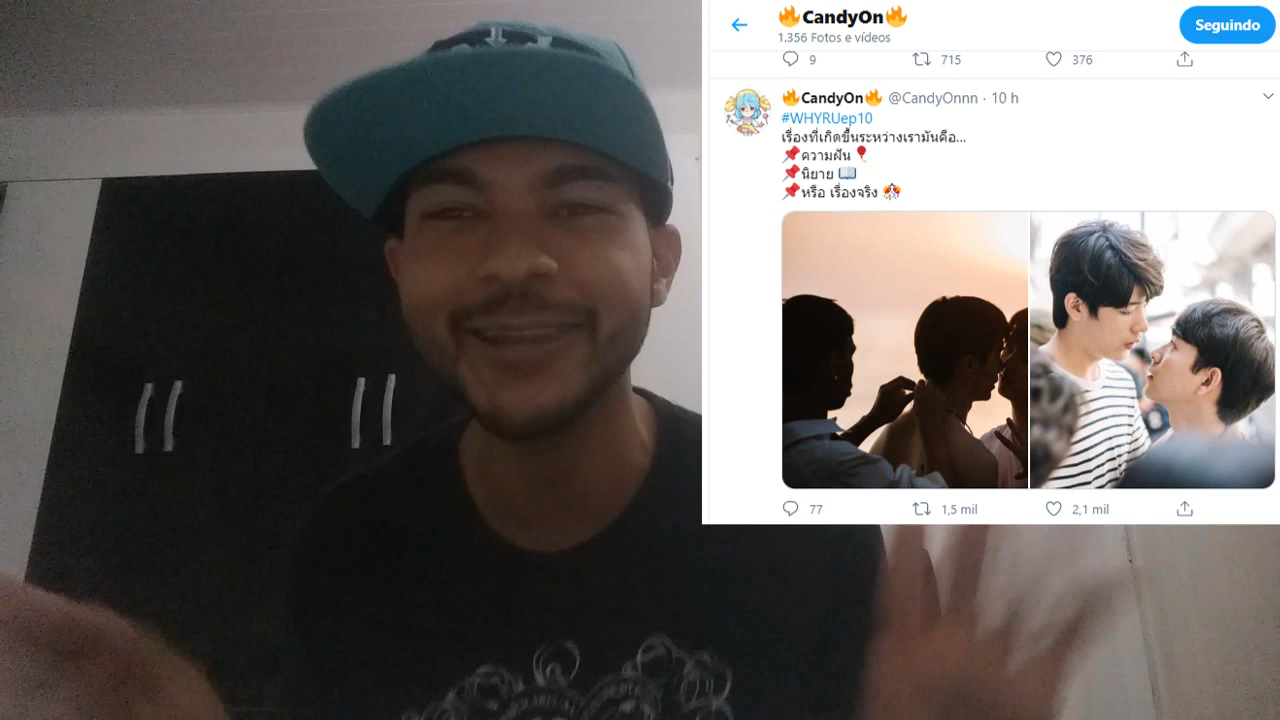 🔥CandyOn🔥
1.356 Fotos e vídeos
Seguindo
9 715 376
🔥CandyOn🔥 @CandyOnnn · 10 h
#WHYRUep10
เรื่องที่เกิดขึ้นระหว่างเรามันคือ...
📌ความฝัน🎈
📌นิยาย 📖
📌หรือ เรื่องจริง 🎊
77 1,5 mil 2,1 mil